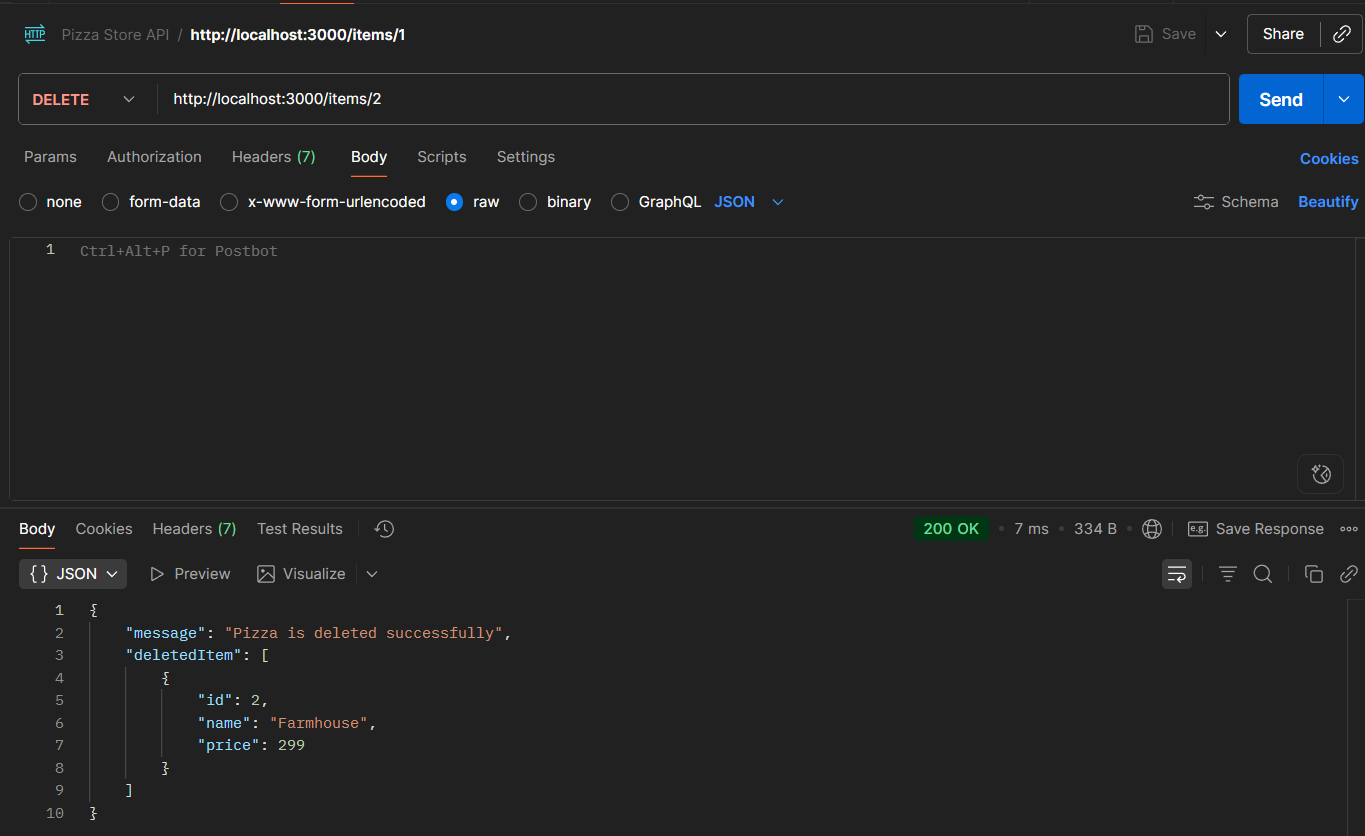 HTTP Pizza Store API / http://localhost:3000/items/1 Save Share
DELETE http://localhost:3000/items/2 Send
Params Authorization Headers (7) Body Scripts Settings Cookies
none form-data x-www-form-urlencoded raw binary GraphQL JSON Schema Beautify
1 Ctrl+Alt+P for Postbot
Body Cookies Headers (7) Test Results 200 OK • 7 ms • 334 B • e.g. Save Response
{} JSON Preview Visualize
1 {
2 "message": "Pizza is deleted successfully",
3 "deletedItem": [
4 {
5 "id": 2,
6 "name": "Farmhouse",
7 "price": 299
8 }
9 ]
10 }